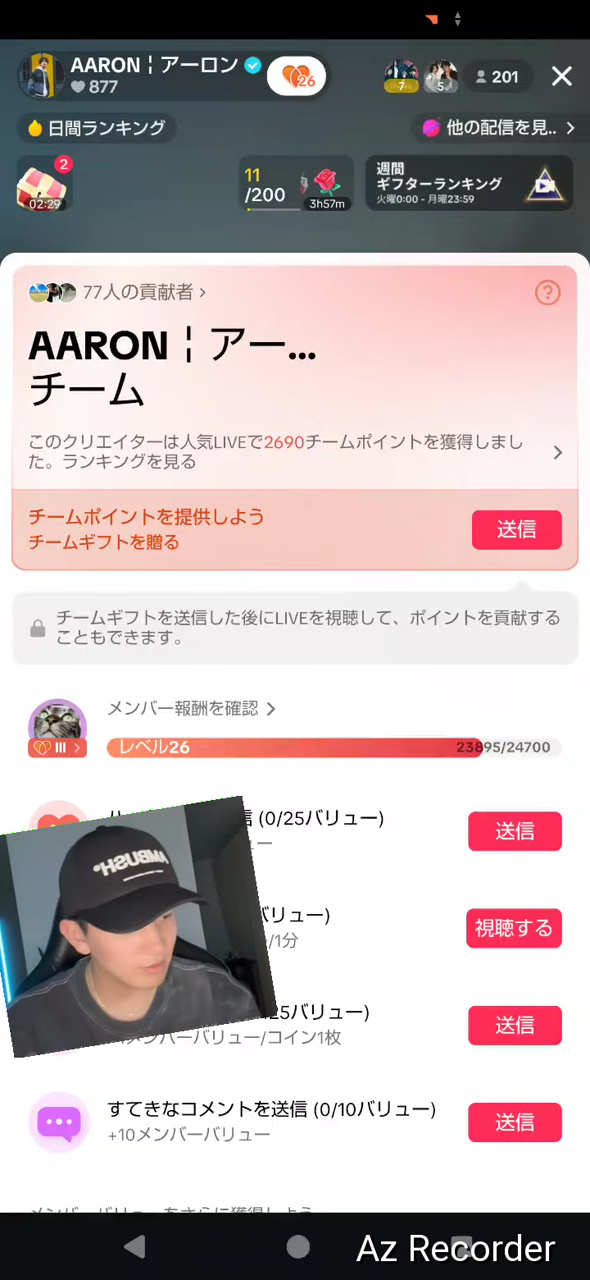 AARON ¦ アーロン
26
877
7
5
201
日間ランキング
他の配信を見..
2
02:29
11
/200
3h57m
週間
ギフターランキング
火曜0:00 - 月曜23:59
77人の貢献者
AARON ¦ アー...
チーム
このクリエイターは人気LIVEで2690チームポイントを獲得しまし
た。ランキングを見る
チームポイントを提供しよう
チームギフトを贈る
送信
チームギフトを送信した後にLIVEを視聴して、ポイントを貢献する
こともできます。
メンバー報酬を確認
III
レベル26
23895/24700
(0/25バリュー)
送信
バリュー)
/1分
視聴する
25バリュー)
メンバーバリュー/コイン1枚
送信
すてきなコメントを送信 (0/10バリュー)
+10メンバーバリュー
送信
AMBUSH
Az Recorder